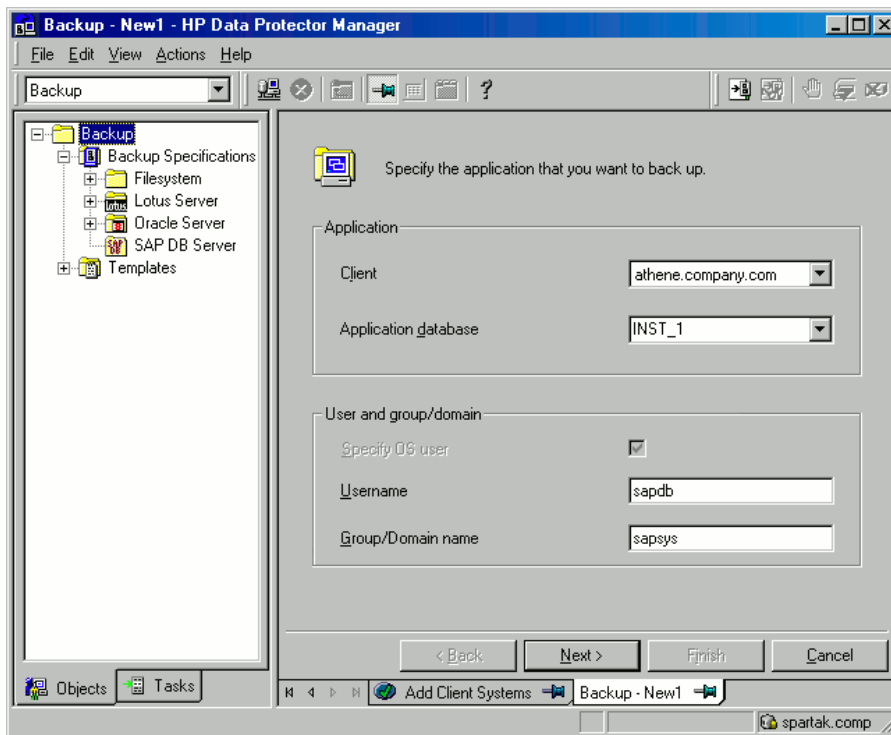 Backup - New1 - HP Data Protector Manager
File Edit View Actions Help
Backup
Backup
Backup Specifications
Filesystem
Lotus Server
Oracle Server
SAP DB Server
Templates
Specify the application that you want to back up.
Application
Client
athene.company.com
Application database
INST_1
User and group/domain
Specify OS user
Username
sapdb
Group/Domain name
sapsys
< Back Next > Finish Cancel
Objects Tasks
Add Client Systems Backup - New1
spartak.comp